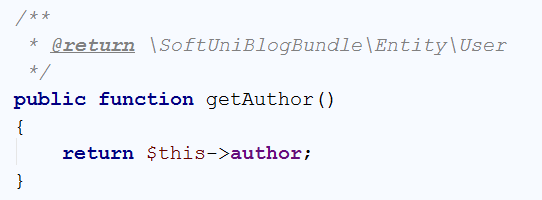 /**
 * @return \SoftUniBlogBundle\Entity\User
 */
public function getAuthor()
{
    return $this->author;
}